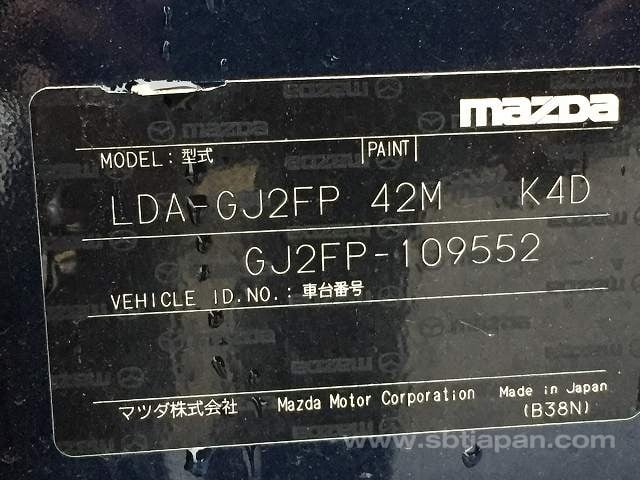 mazda
MODEL: 型式 PAINT
LDA-GJ2FP 42M K4D
GJ2FP-109552
VEHICLE ID.NO.: 車台番号
マツダ株式会社 Mazda Motor Corporation Made in Japan
(B38N)
www.sbtjapan.com